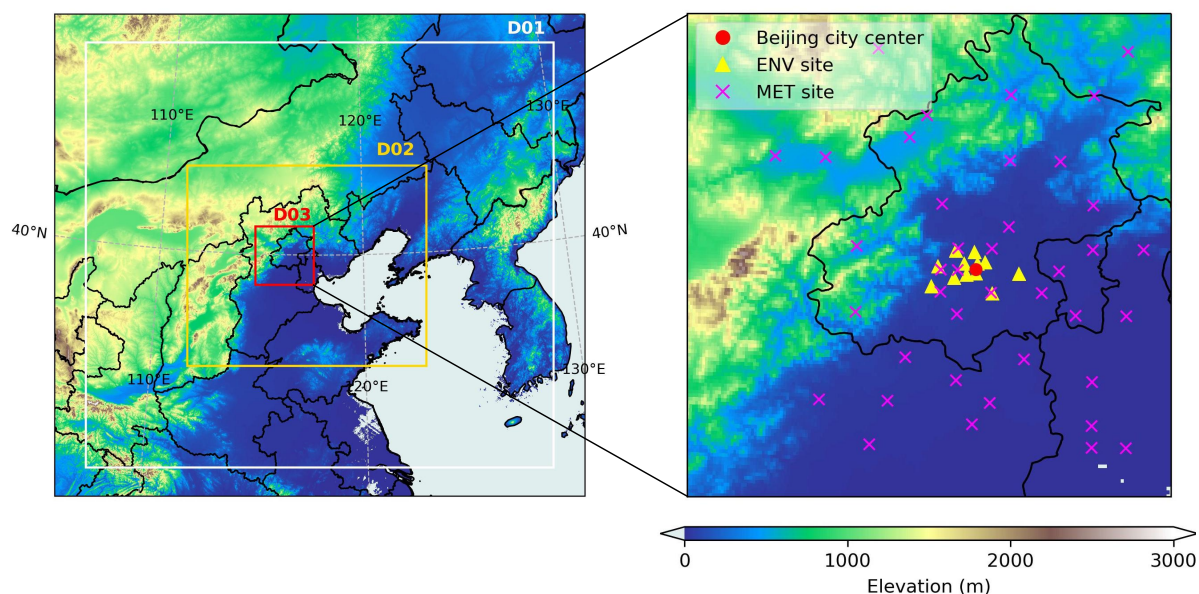 D01
110°E
130°E
120°E
D02
D03
40°N
40°N
110°E
120°E
130°E
Beijing city center
ENV site
MET site
0 1000 2000 3000
Elevation (m)